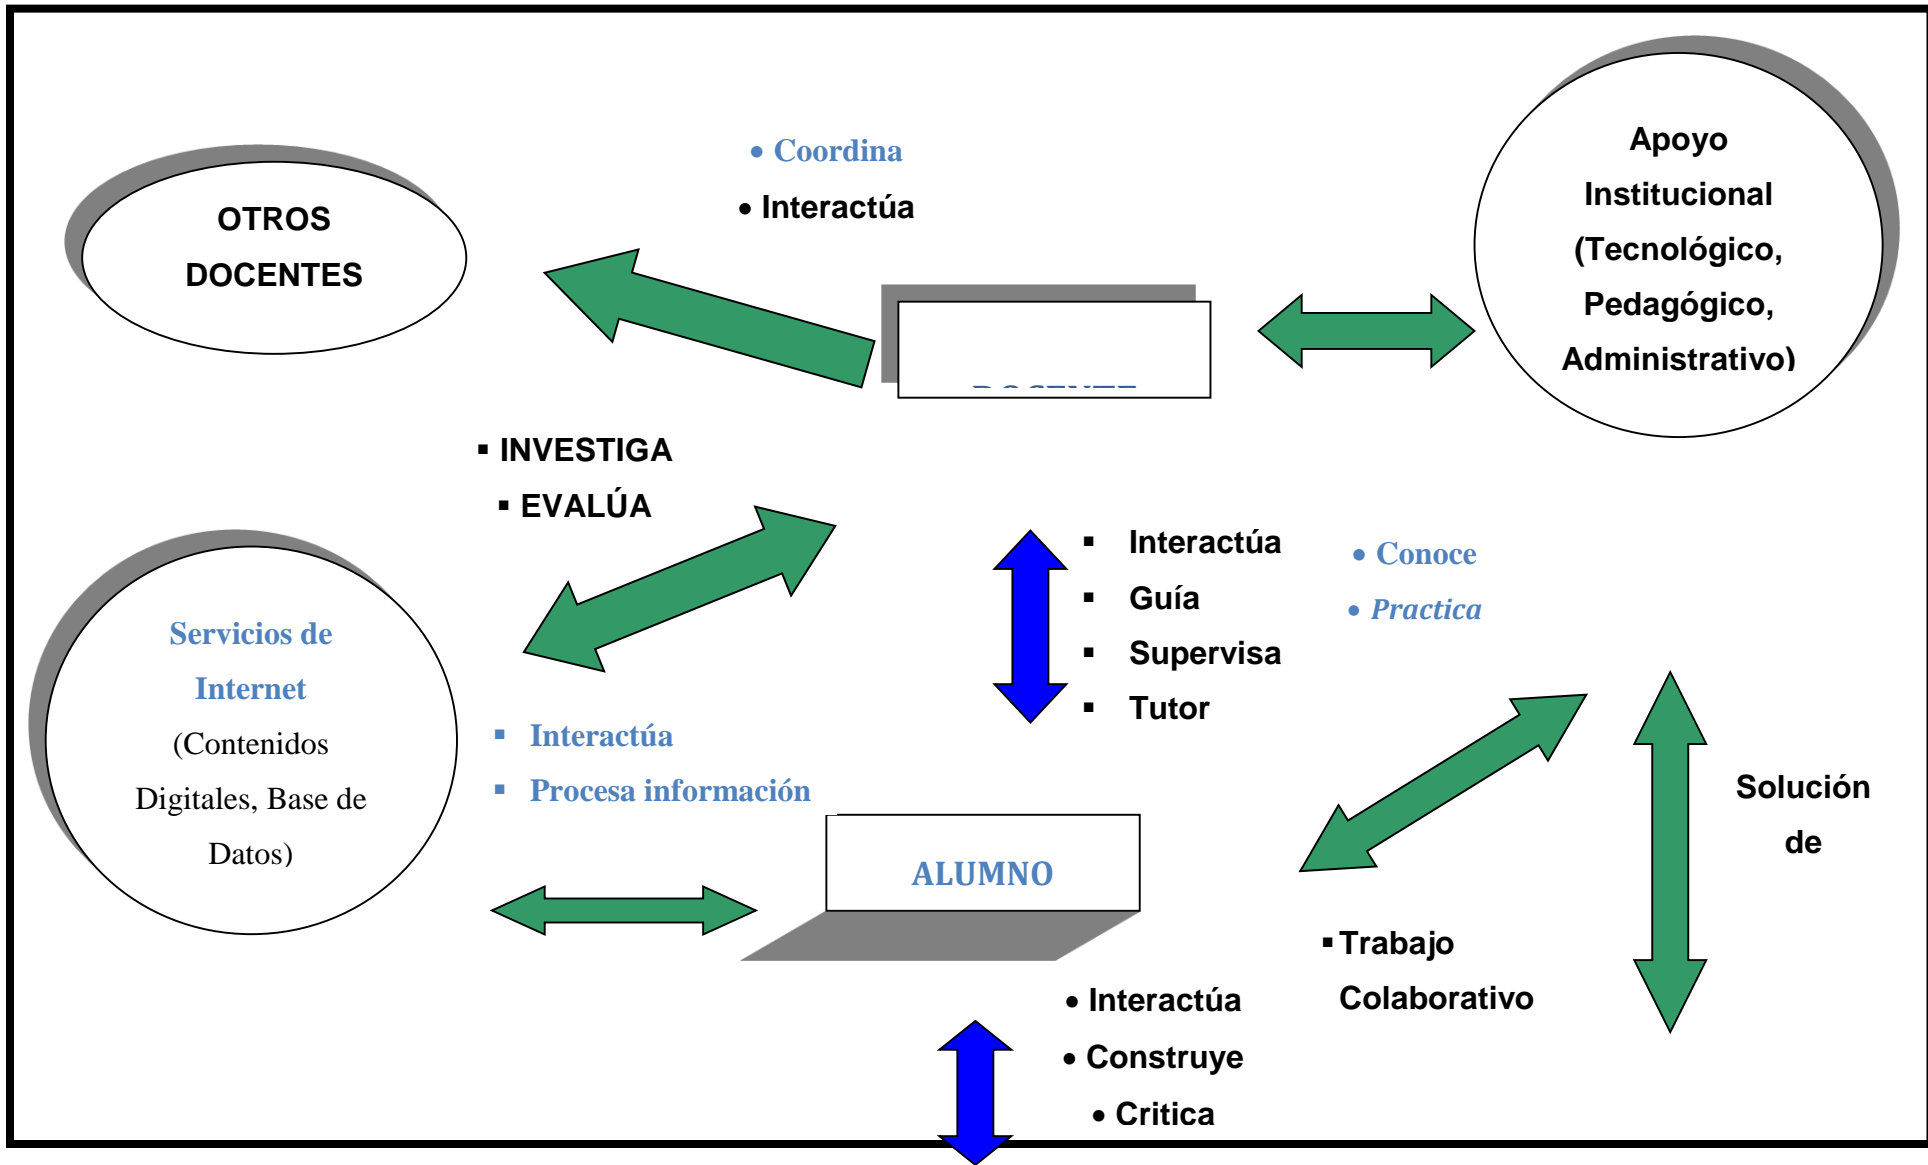 • Coordina
• Interactúa
OTROS
DOCENTES
Apoyo
Institucional
(Tecnológico,
Pedagógico,
Administrativo)
DOCENTE
▪ INVESTIGA
▪ EVALÚA
▪ Interactúa
▪ Guía
▪ Supervisa
▪ Tutor
• Conoce
• Practica
Servicios de
Internet
(Contenidos
Digitales, Base de
Datos)
▪ Interactúa
▪ Procesa información
ALUMNO
Solución
de
▪ Trabajo
Colaborativo
• Interactúa
• Construye
• Critica